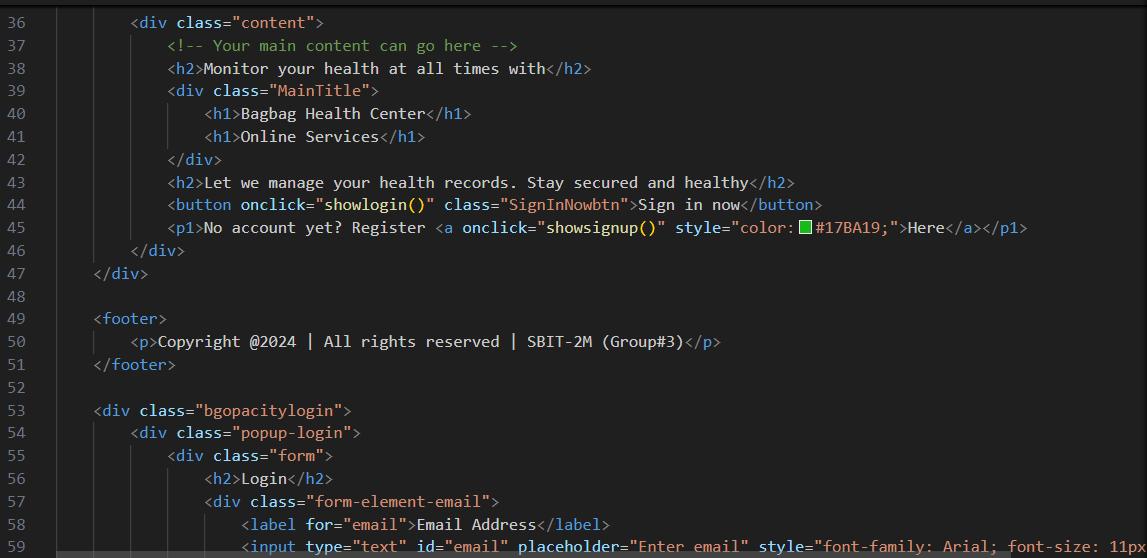 36 <div class="content">
37 <!-- Your main content can go here -->
38 <h2>Monitor your health at all times with</h2>
39 <div class="MainTitle">
40 <h1>Bagbag Health Center</h1>
41 <h1>Online Services</h1>
42 </div>
43 <h2>Let we manage your health records. Stay secured and healthy</h2>
44 <button onclick="showlogin()" class="SignInNowbtn">Sign in now</button>
45 <p1>No account yet? Register <a onclick="showsignup()" style="color:#17BA19;">Here</a></p1>
46 </div>
47 </div>
48
49 <footer>
50 <p>Copyright @2024 | All rights reserved | SBIT-2M (Group#3)</p>
51 </footer>
52
53 <div class="bgopacitylogin">
54 <div class="popup-login">
55 <div class="form">
56 <h2>Login</h2>
57 <div class="form-element-email">
58 <label for="email">Email Address</label>
59 <input type="text" id="email" placeholder="Enter email" style="font-family: Arial; font-size: 11px